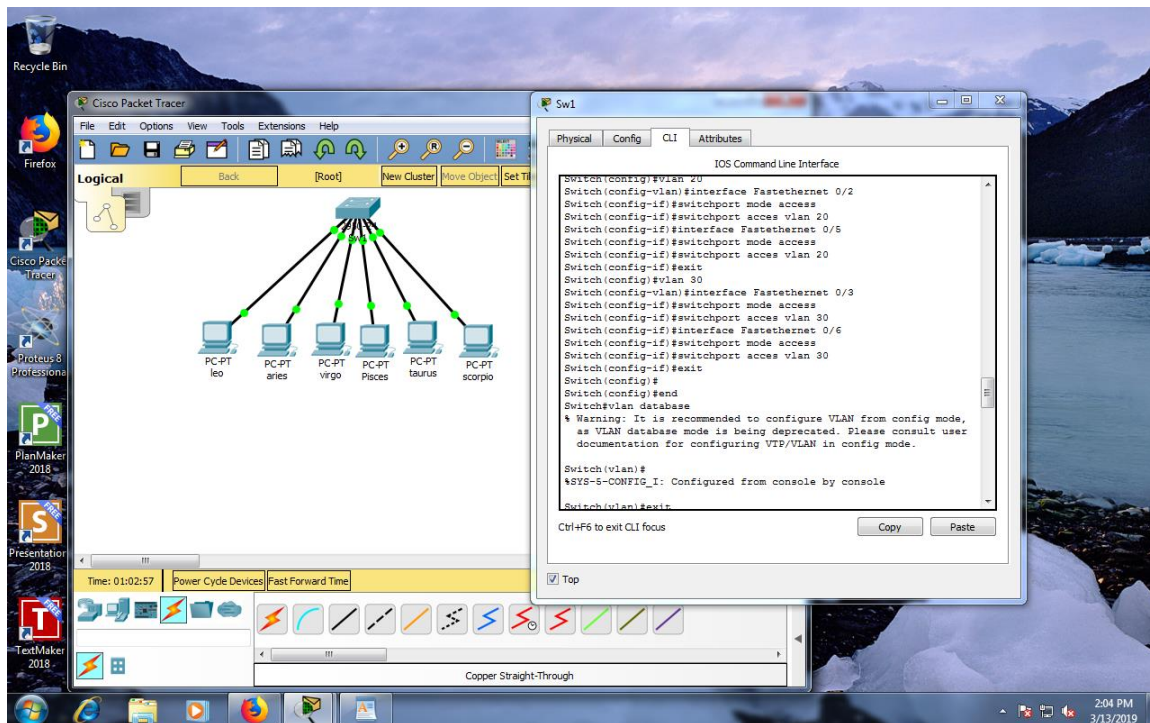 Recycle Bin
Firefox
Cisco Packe
Tracer
Proteus 8
Professiona
FREE
PlanMaker
2018
FREE
Presentation
2018
FREE
TextMaker
2018
Cisco Packet Tracer
File Edit Options View Tools Extensions Help
Logical Back [Root] New Cluster Move Object Set Til
Sw1
PC-PT
leo
PC-PT
aries
PC-PT
virgo
PC-PT
Pisces
PC-PT
taurus
PC-PT
scorpio
Time: 01:02:57 Power Cycle Devices Fast Forward Time
Copper Straight-Through
Sw1
Physical Config CLI Attributes
IOS Command Line Interface
Switch(config)#vlan 20
Switch(config-vlan)#interface Fastethernet 0/2
Switch(config-if)#switchport mode access
Switch(config-if)#switchport acces vlan 20
Switch(config-if)#interface Fastethernet 0/5
Switch(config-if)#switchport mode access
Switch(config-if)#switchport acces vlan 20
Switch(config-if)#exit
Switch(config)#vlan 30
Switch(config-vlan)#interface Fastethernet 0/3
Switch(config-if)#switchport mode access
Switch(config-if)#switchport acces vlan 30
Switch(config-if)#interface Fastethernet 0/6
Switch(config-if)#switchport mode access
Switch(config-if)#switchport acces vlan 30
Switch(config-if)#exit
Switch(config)#
Switch(config)#end
Switch#vlan database
% Warning: It is recommended to configure VLAN from config mode,
as VLAN database mode is being deprecated. Please consult user
documentation for configuring VTP/VLAN in config mode.
Switch(vlan)#
%SYS-5-CONFIG_I: Configured from console by console
Switch(vlan)#exit
Ctrl+F6 to exit CLI focus Copy Paste
Top
2:04 PM
3/13/2019